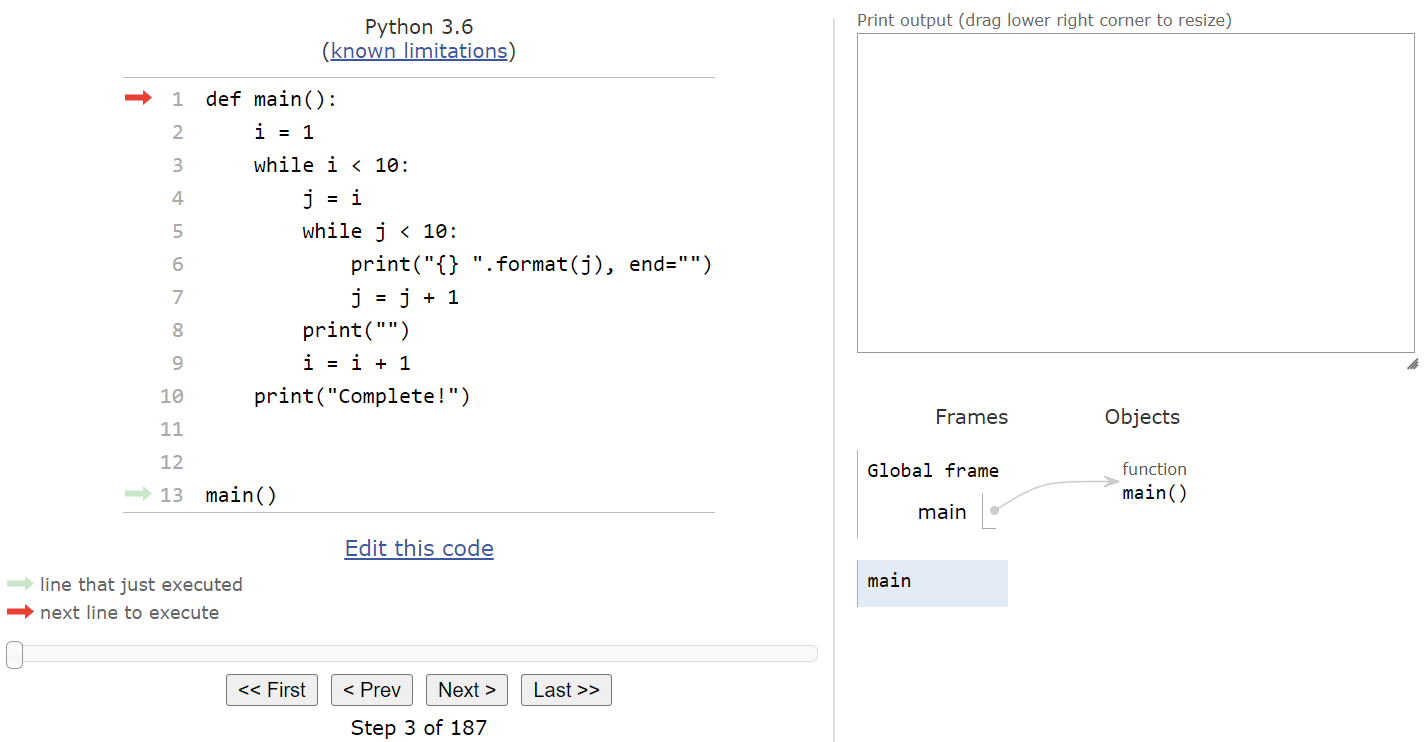 Python 3.6
(known limitations)
1 def main():
2     i = 1
3     while i < 10:
4         j = i
5         while j < 10:
6             print("{} ".format(j), end="")
7             j = j + 1
8         print("")
9         i = i + 1
10     print("Complete!")
11
12
13 main()
Edit this code
line that just executed
next line to execute
<< First < Prev Next > Last >>
Step 3 of 187
Print output (drag lower right corner to resize)
Frames Objects
Global frame
main
function
main()
main